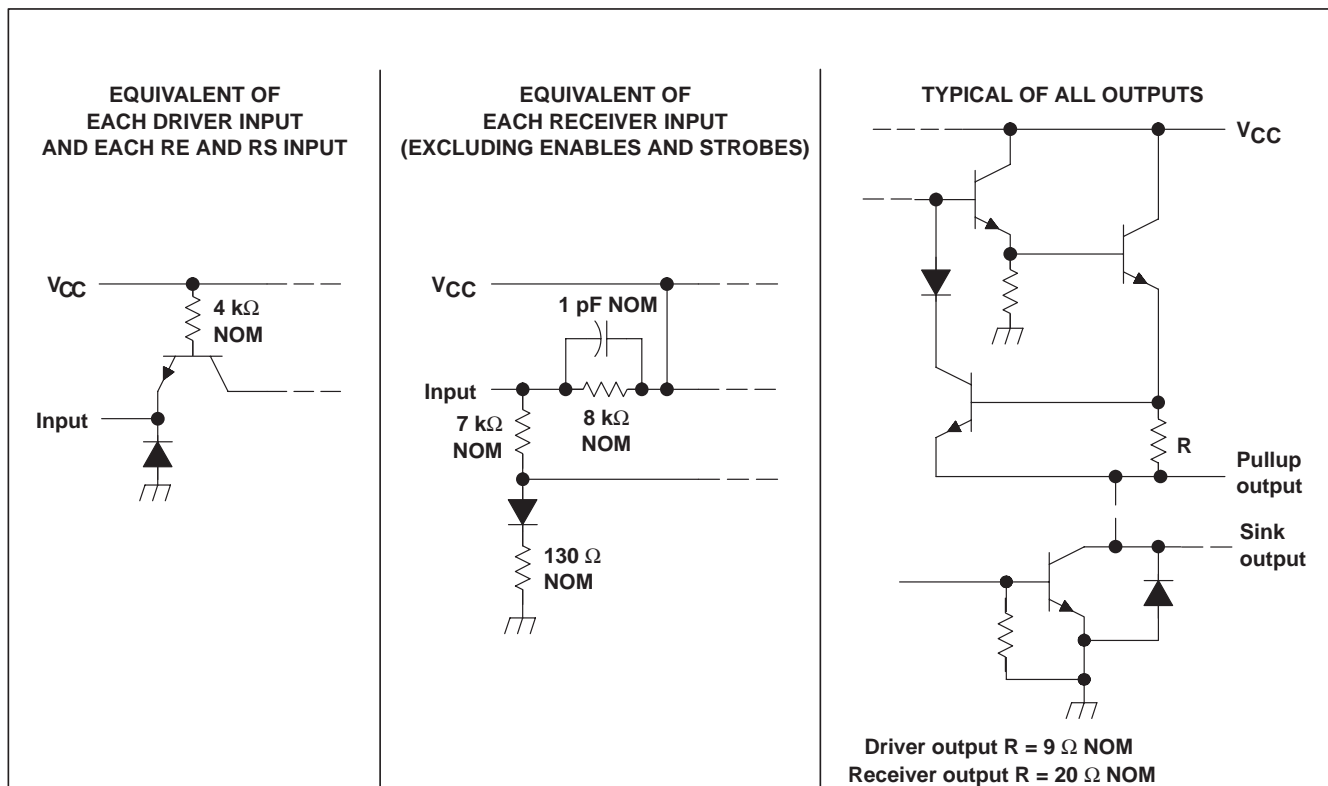 EQUIVALENT OF
EACH DRIVER INPUT
AND EACH RE AND RS INPUT
VCC
4 kΩ
NOM
Input
EQUIVALENT OF
EACH RECEIVER INPUT
(EXCLUDING ENABLES AND STROBES)
VCC
1 pF NOM
Input
7 kΩ
NOM
8 kΩ
NOM
130 Ω
NOM
TYPICAL OF ALL OUTPUTS
VCC
R
Pullup
output
Sink
output
Driver output R = 9 Ω NOM
Receiver output R = 20 Ω NOM